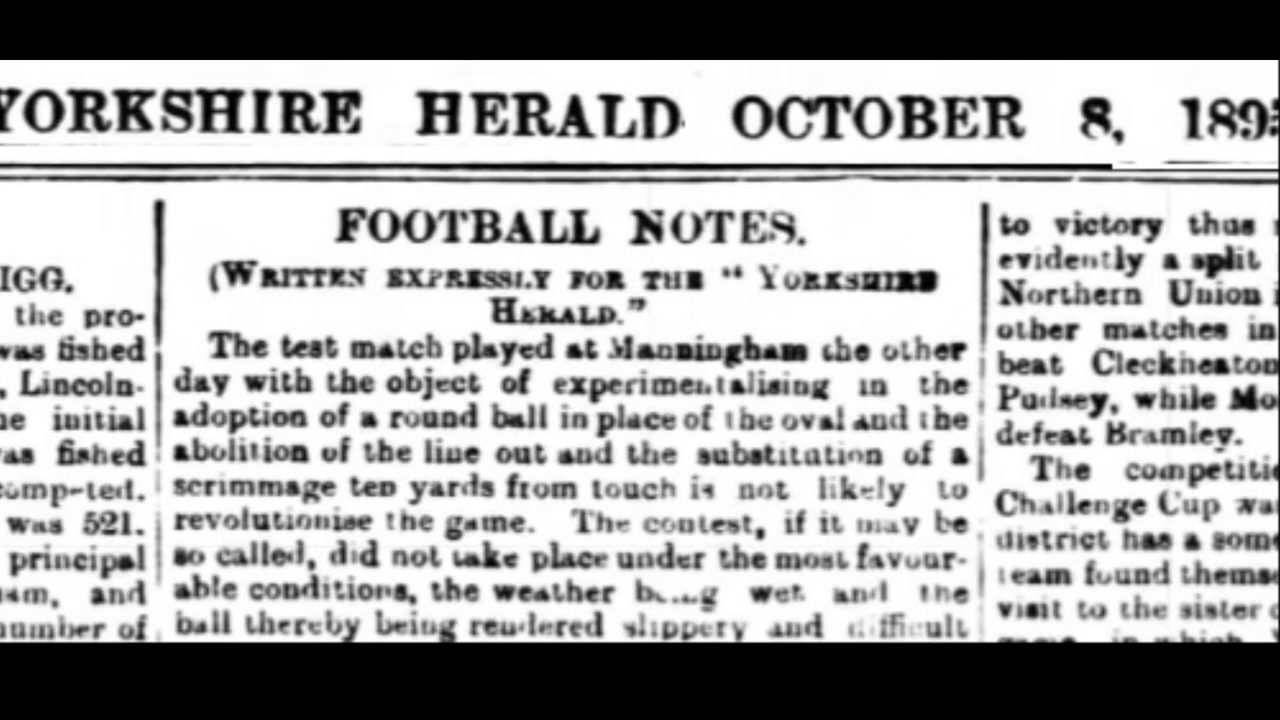 YORKSHIRE HERALD OCTOBER 8, 189
IGG.
the pro-
was fished
, Lincoln-
initial
was fished
was 521.
principal
and
number of
FOOTBALL NOTES.
(WRITTEN EXPRESSLY FOR THE "YORKSHIRE
HERALD."
The test match played at Manningham the other
day with the object of experimentalising in the
adoption of a round ball in place of the oval and the
abolition of the line out and the substitution of a
scrimmage ten yards from touch is not likely to
revolutionise the game. The contest, if it may be
so called, did not take place under the most favour-
able conditions, the weather being wet and the
ball thereby being rendered slippery and difficult
to victory thus
evidently a split
Northern Union
other matches in
beat Cleckheaton
Pudsey, while
defeat Bramley.
The
Challenge Cup
district has a
team found
visit to the sister